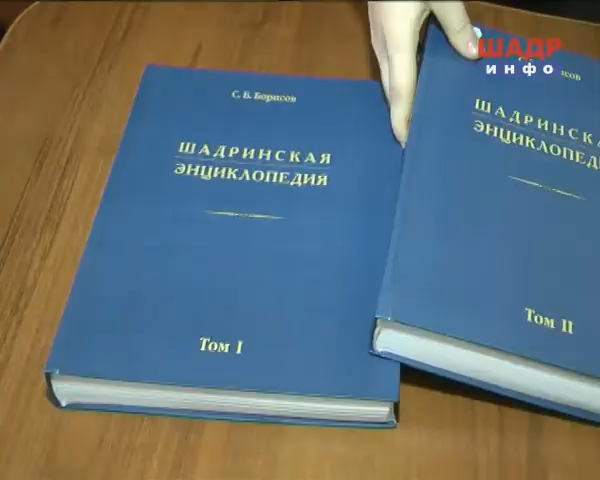 С. Б. Борисов
ШАДРИНСКАЯ
ЭНЦИКЛОПЕДИЯ
Том I
ШАДР
инфо
ШАДРИНСКА
ЭНЦИКЛОПЕДИ
Том II